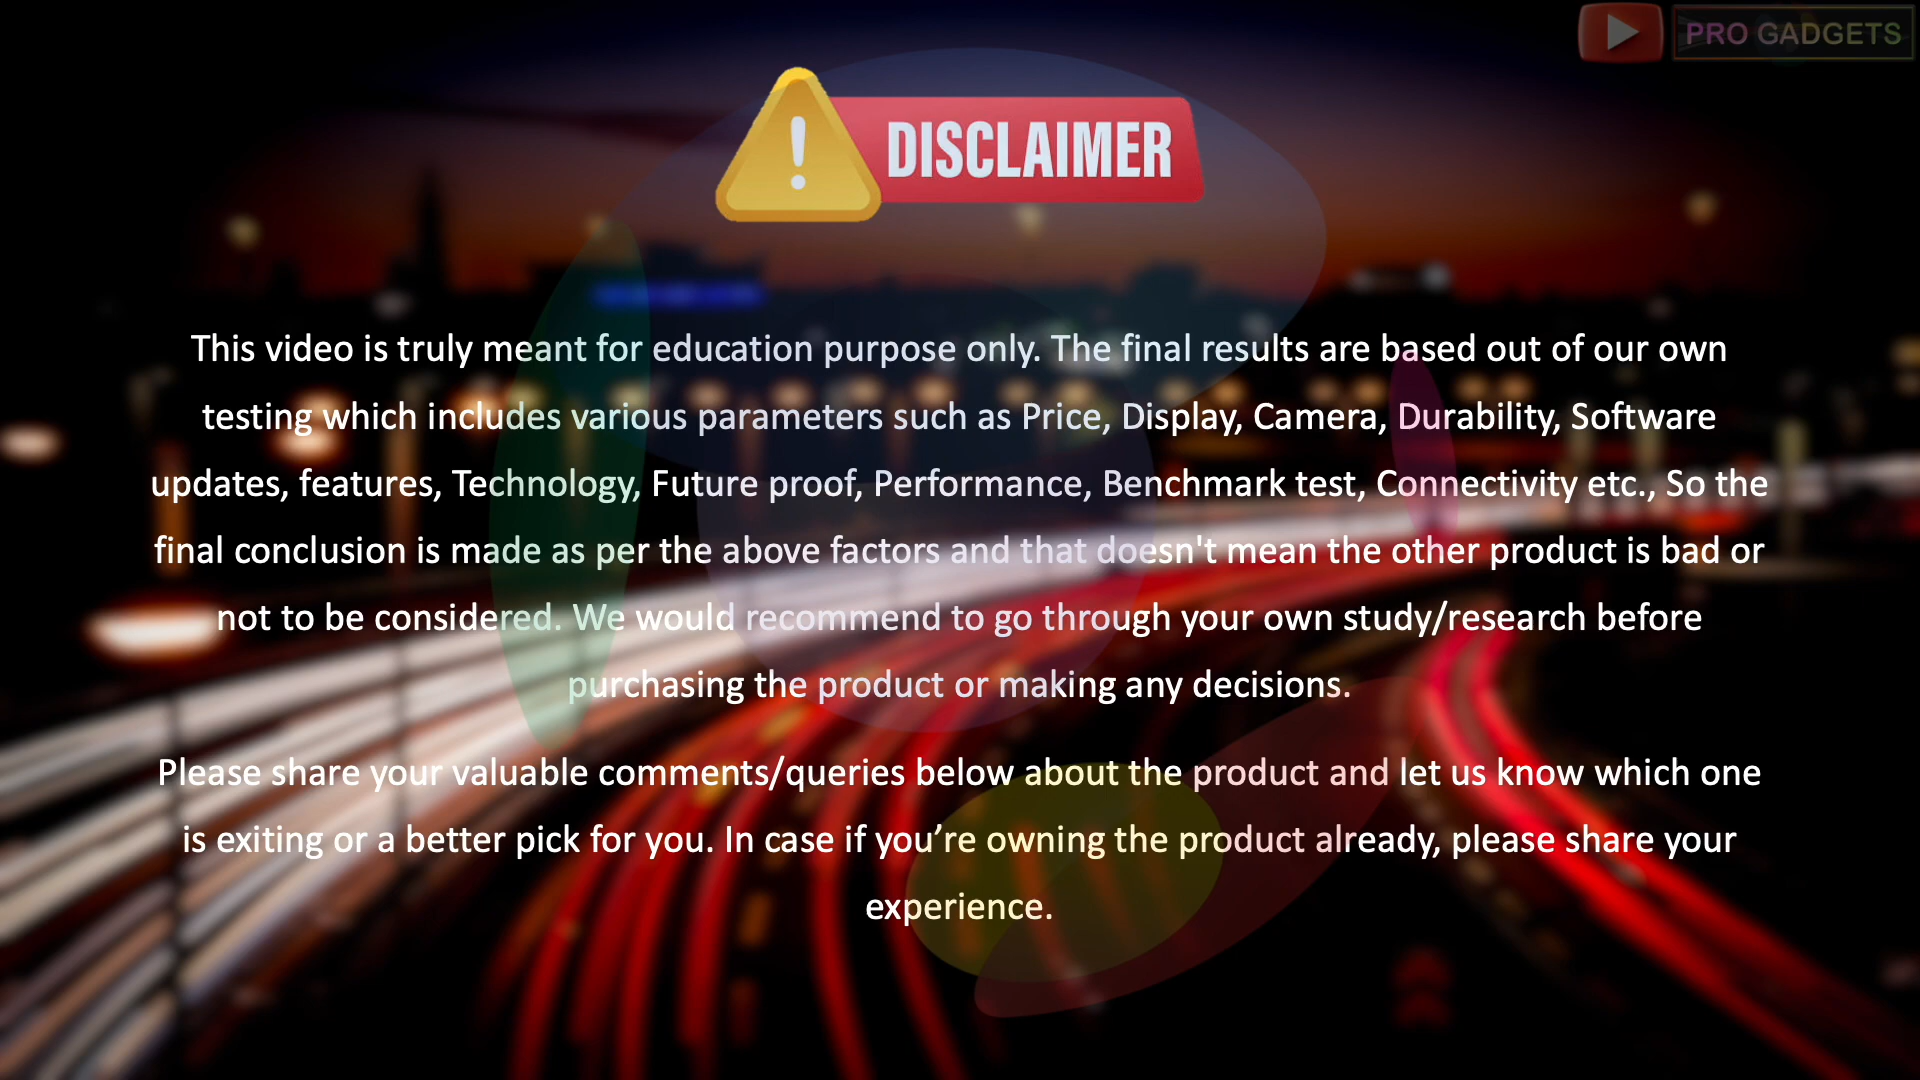 PRO GADGETS
DISCLAIMER
This video is truly meant for education purpose only. The final results are based out of our own
testing which includes various parameters such as Price, Display, Camera, Durability, Software
updates, features, Technology, Future proof, Performance, Benchmark test, Connectivity etc., So the
final conclusion is made as per the above factors and that doesn't mean the other product is bad or
not to be considered. We would recommend to go through your own study/research before
purchasing the product or making any decisions.
Please share your valuable comments/queries below about the product and let us know which one
is exiting or a better pick for you. In case if you’re owning the product already, please share your
experience.